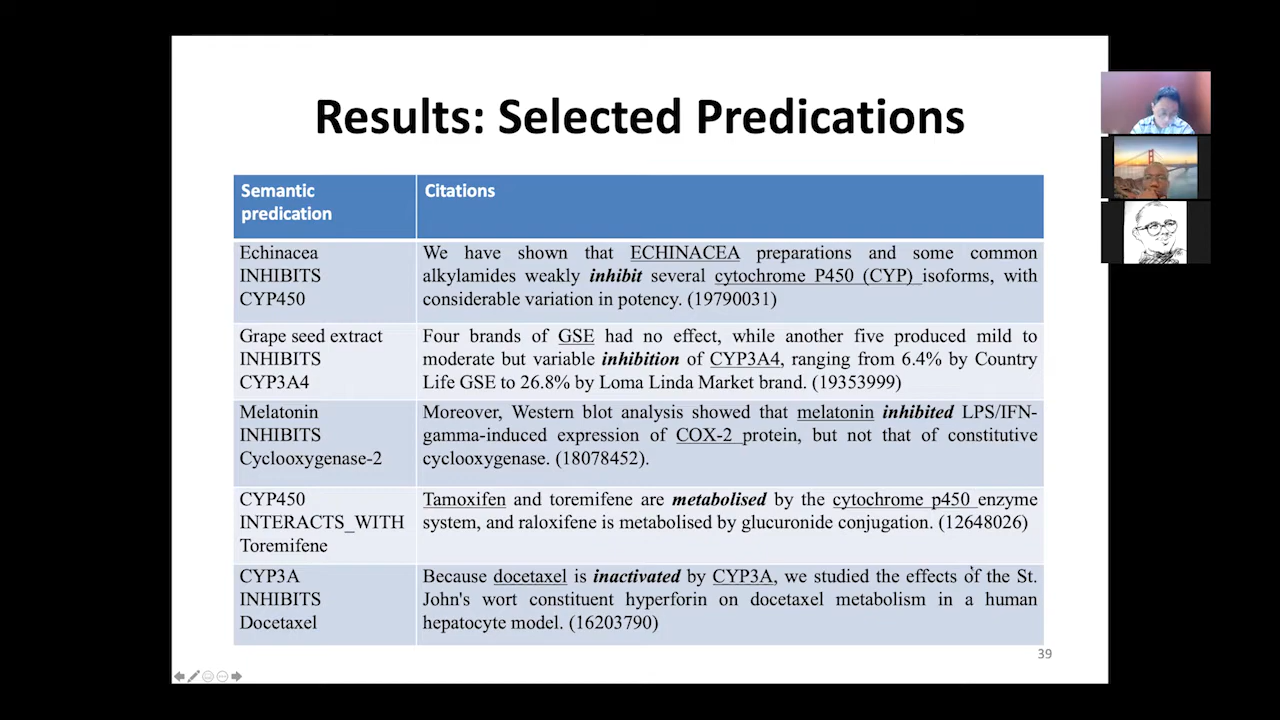 Results: Selected Predications
Semantic
predication
Citations
Echinacea
INHIBITS
CYP450
We have shown that ECHINACEA preparations and some common
alkylamides weakly inhibit several cytochrome P450 (CYP) isoforms, with
considerable variation in potency. (19790031)
Grape seed extract
INHIBITS
CYP3A4
Four brands of GSE had no effect, while another five produced mild to
moderate but variable inhibition of CYP3A4, ranging from 6.4% by Country
Life GSE to 26.8% by Loma Linda Market brand. (19353999)
Melatonin
INHIBITS
Cyclooxygenase-2
Moreover, Western blot analysis showed that melatonin inhibited LPS/IFN-
gamma-induced expression of COX-2 protein, but not that of constitutive
cyclooxygenase. (18078452).
CYP450
INTERACTS_WITH
Toremifene
Tamoxifen and toremifene are metabolised by the cytochrome p450 enzyme
system, and raloxifene is metabolised by glucuronide conjugation. (12648026)
CYP3A
INHIBITS
Docetaxel
Because docetaxel is inactivated by CYP3A, we studied the effects of the St.
John's wort constituent hyperforin on docetaxel metabolism in a human
hepatocyte model. (16203790)
39